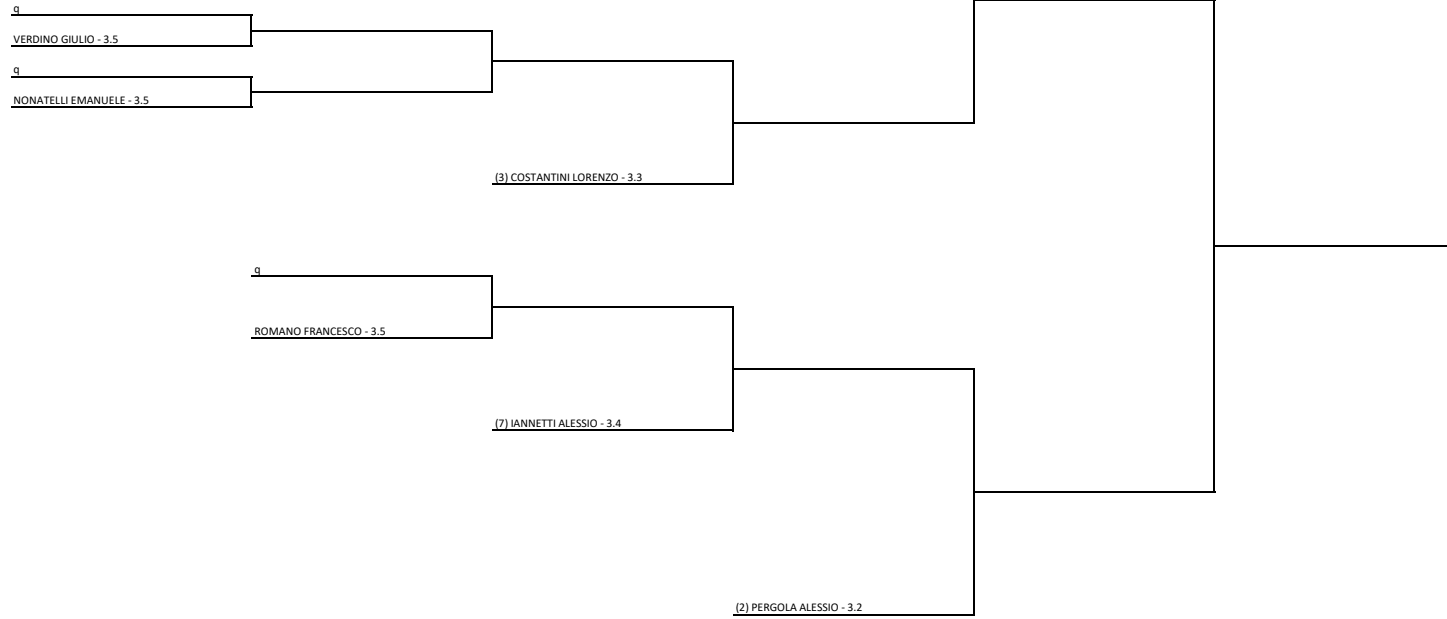 q
VERDINO GIULIO - 3.5
q
NONATELLI EMANUELE - 3.5
(3) COSTANTINI LORENZO - 3.3
q
ROMANO FRANCESCO - 3.5
(7) IANNETTI ALESSIO - 3.4
(2) PERGOLA ALESSIO - 3.2